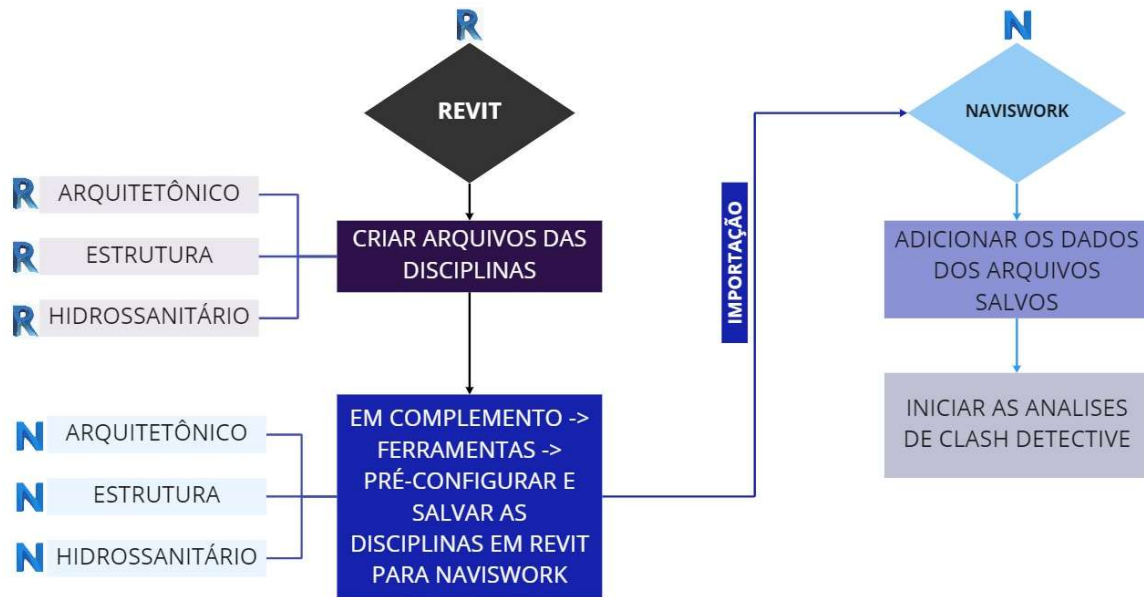 REVIT
ARQUITETÔNICO
ESTRUTURA
HIDROSSANITÁRIO
CRIAR ARQUIVOS DAS
DISCIPLINAS
ARQUITETÔNICO
ESTRUTURA
HIDROSSANITÁRIO
EM COMPLEMENTO ->
FERRAMENTAS ->
PRÉ-CONFIGURAR E
SALVAR AS
DISCIPLINAS EM REVIT
PARA NAVISWORK
IMPORTAÇÃO
NAVISWORK
ADICIONAR OS DADOS
DOS ARQUIVOS
SALVOS
INICIAR AS ANALISES
DE CLASH DETECTIVE